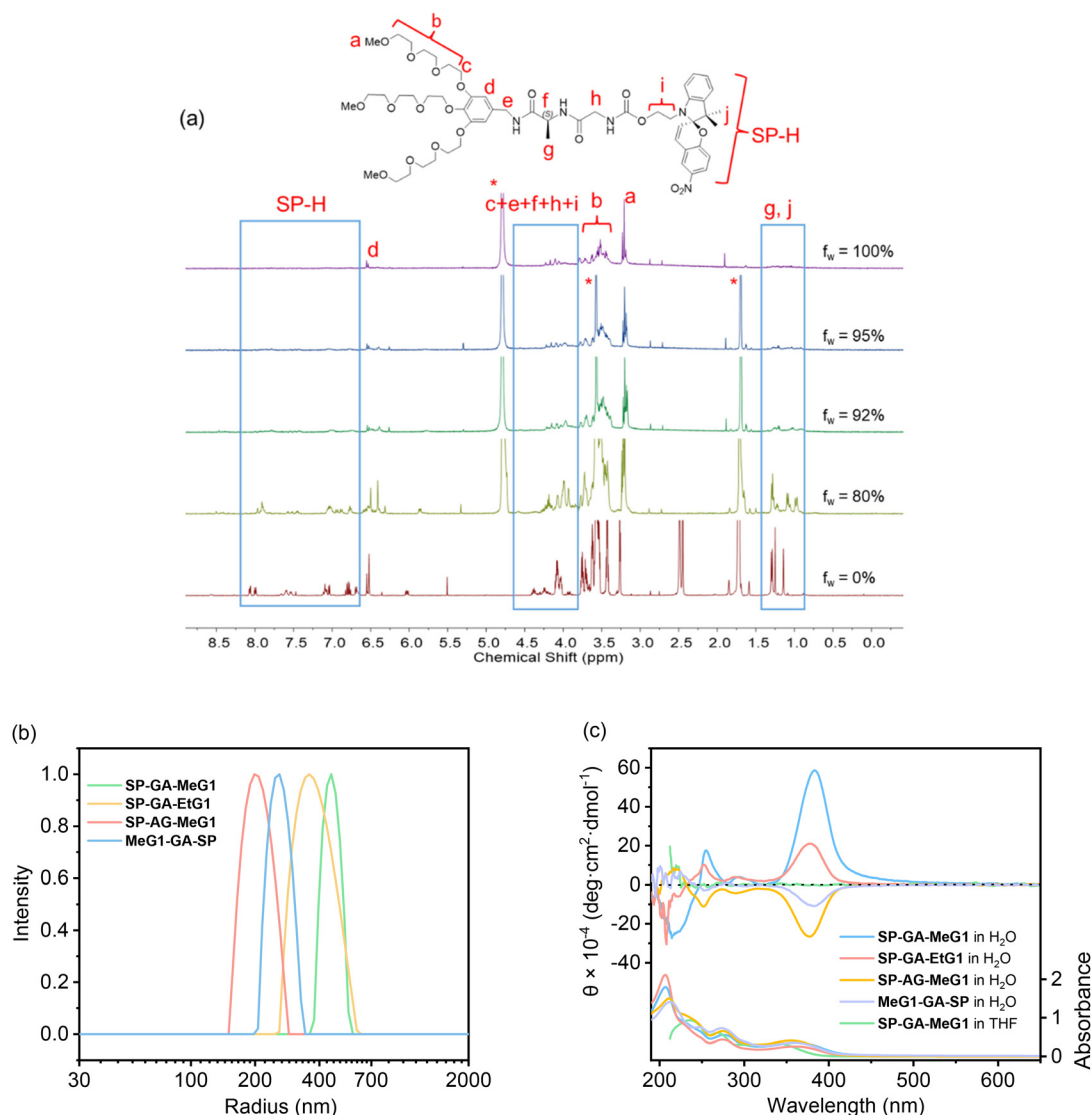 (a)
b
a
MeO
O
O
O
c
O
d
e
f
h
i
j
MeO
O
O
O
O
O
(S)
H
N
N
H
O
O
N
H
O
O
N
O
g
MeO
O
O
O
NO₂
SP-H
SP-H
d
*
c+e+f+h+i
b
a
g, j
f_w = 100%
*
*
f_w = 95%
f_w = 92%
f_w = 80%
f_w = 0%
8.5 8.0 7.5 7.0 6.5 6.0 5.5 5.0 4.5 4.0 3.5 3.0 2.5 2.0 1.5 1.0 0.5 0.0
Chemical Shift (ppm)
(b)
Intensity
1.0
0.8
0.6
0.4
0.2
0.0
SP-GA-MeG1
SP-GA-EtG1
SP-AG-MeG1
MeG1-GA-SP
30 100 200 400 700 2000
Radius (nm)
(c)
θ × 10⁻⁴ (deg·cm²·dmol⁻¹)
60
40
20
0
-20
-40
SP-GA-MeG1 in H₂O
SP-GA-EtG1 in H₂O
SP-AG-MeG1 in H₂O
MeG1-GA-SP in H₂O
SP-GA-MeG1 in THF
2
1
0
Absorbance
200 300 400 500 600
Wavelength (nm)